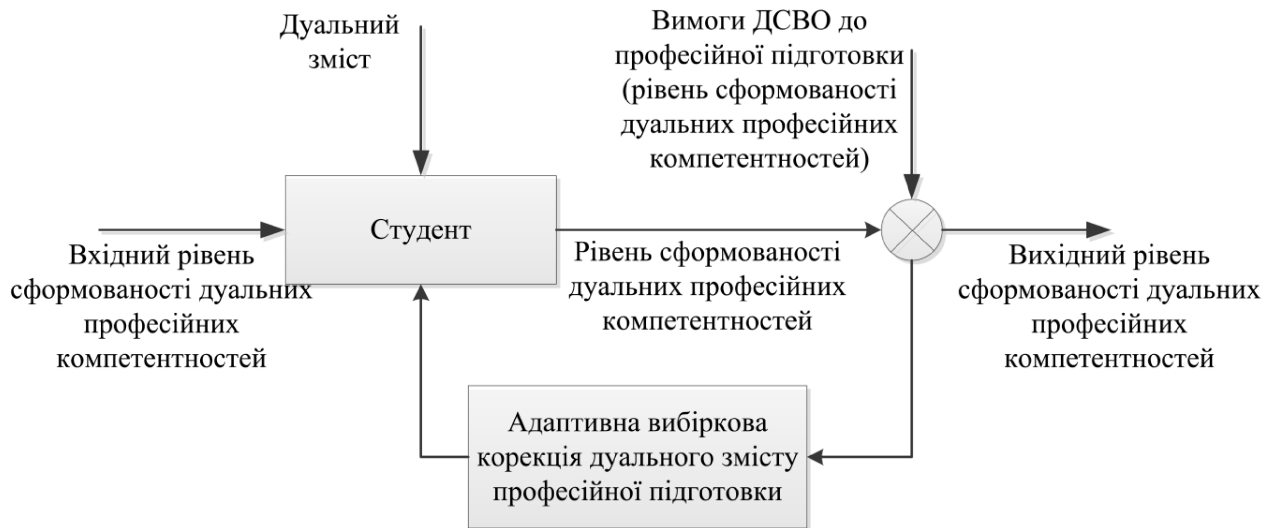 Дуальний
зміст
Вимоги ДСВО до
професійної підготовки
(рівень сформованості
дуальних професійних
компетентностей)
Студент
Вхідний рівень
сформованості дуальних
професійних
компетентностей
Рівень сформованості
дуальних професійних
компетентностей
Вихідний рівень
сформованості дуальних
професійних
компетентностей
Адаптивна вибіркова
корекція дуального змісту
професійної підготовки